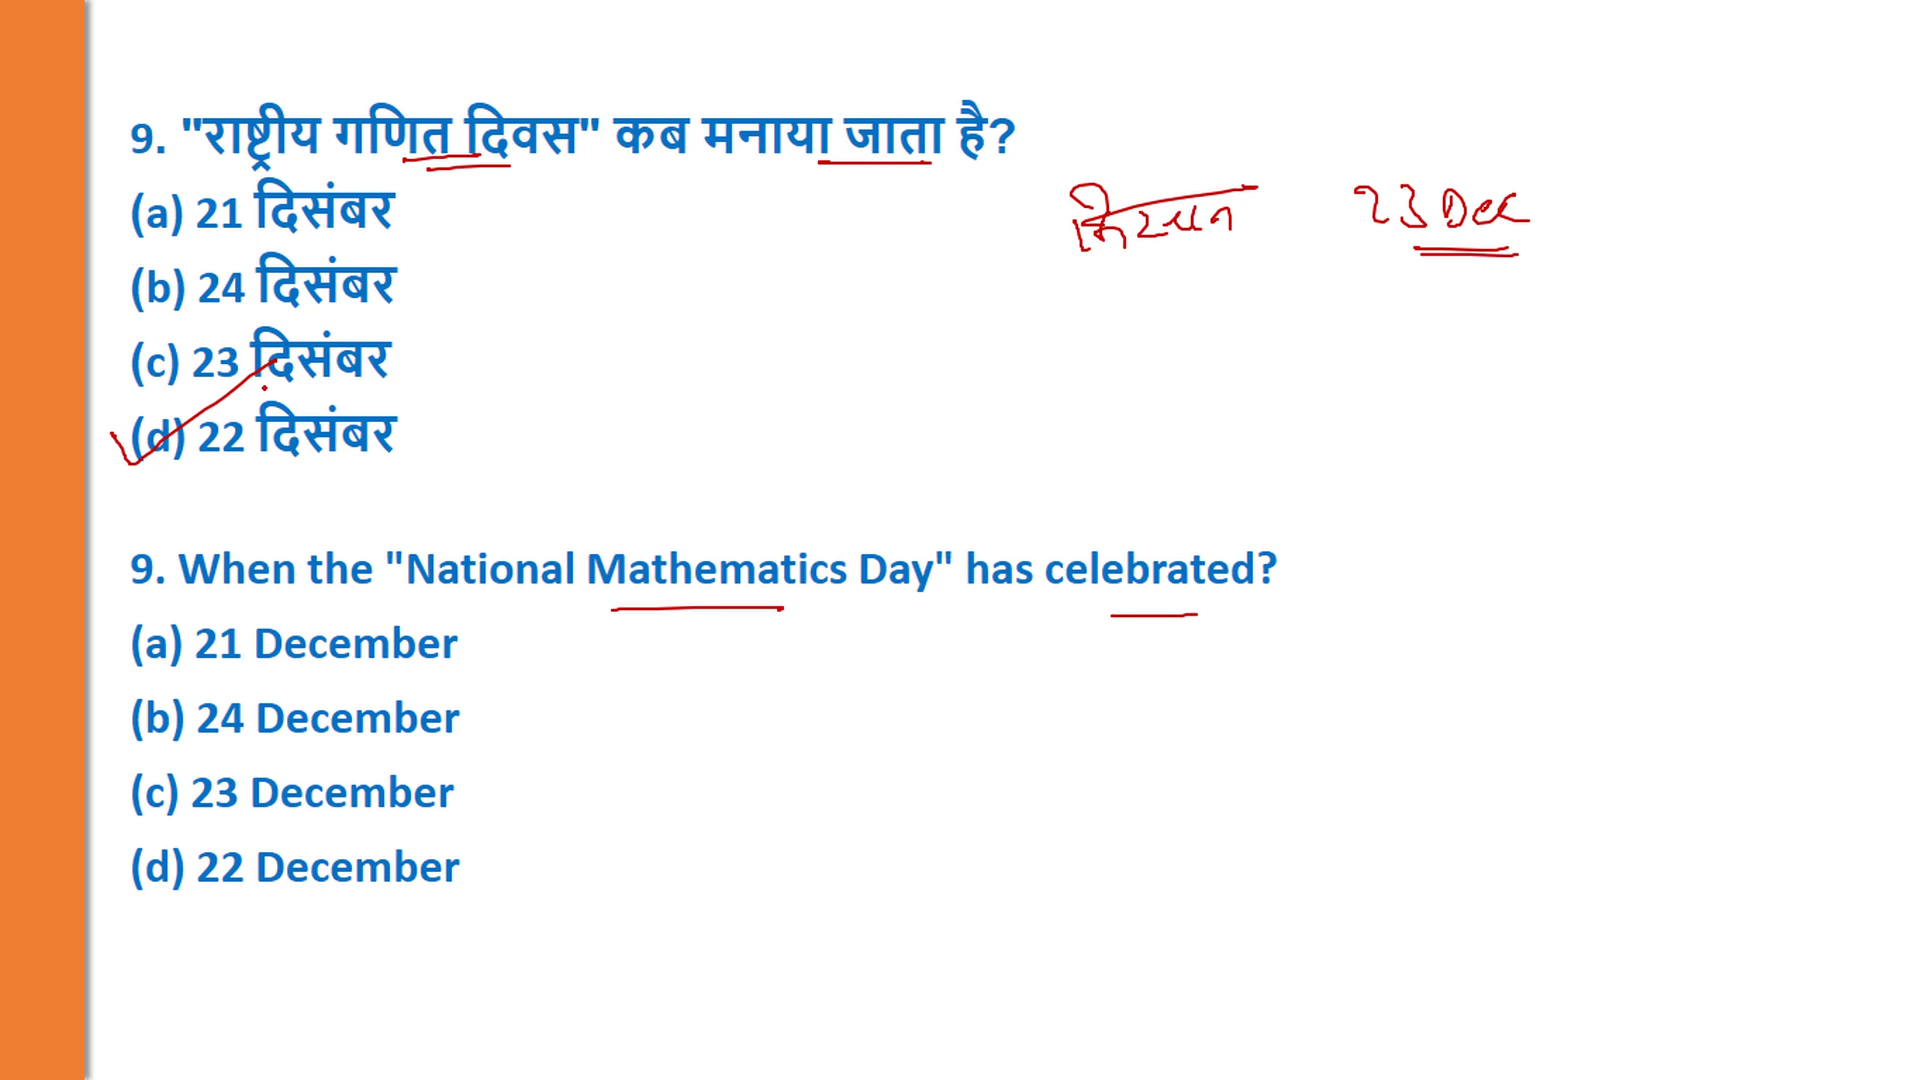 9. "राष्ट्रीय गणित दिवस" कब मनाया जाता है?
(a) 21 दिसंबर
23 Dec
(b) 24 दिसंबर
(c) 23 दिसंबर
(d) 22 दिसंबर
9. When the "National Mathematics Day" has celebrated?
(a) 21 December
(b) 24 December
(c) 23 December
(d) 22 December